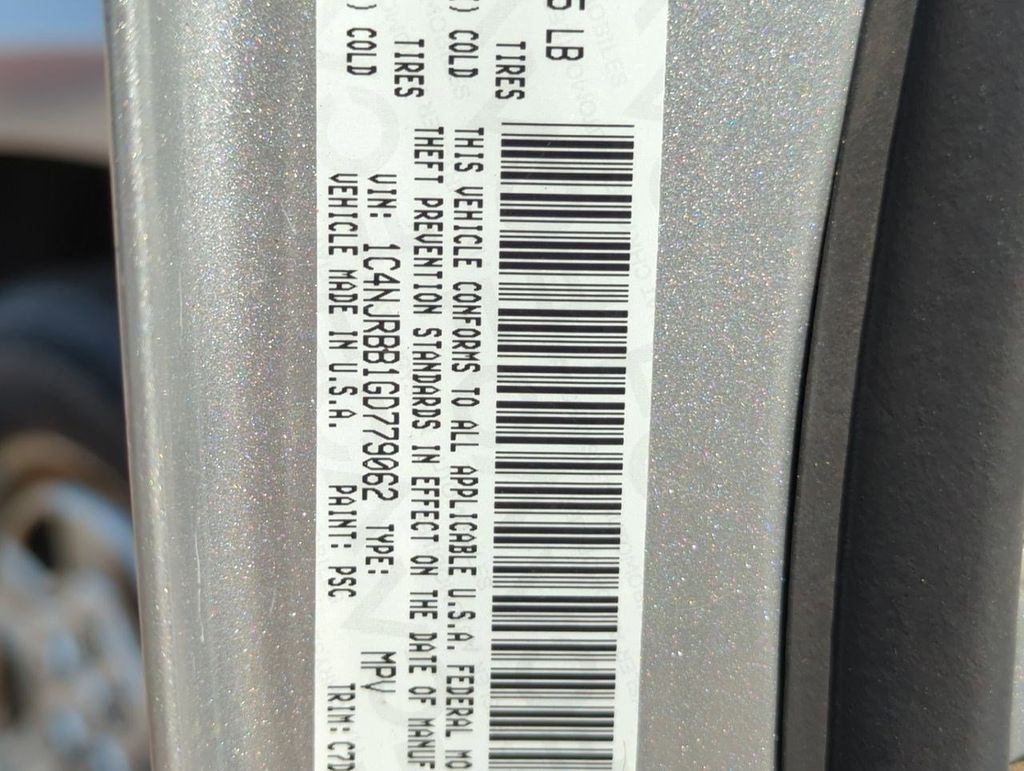 5 LB
TIRES
) COLD
TIRES
) COLD
THIS VEHICLE CONFORMS TO ALL APPLICABLE U.S.A. FEDERAL MO
THEFT PREVENTION STANDARDS IN EFFECT ON THE DATE OF MANUF
VIN: 1C4NJRBB1GD779062 TYPE: MPV
VEHICLE MADE IN U.S.A. PAINT: PSC TRIM: C7D